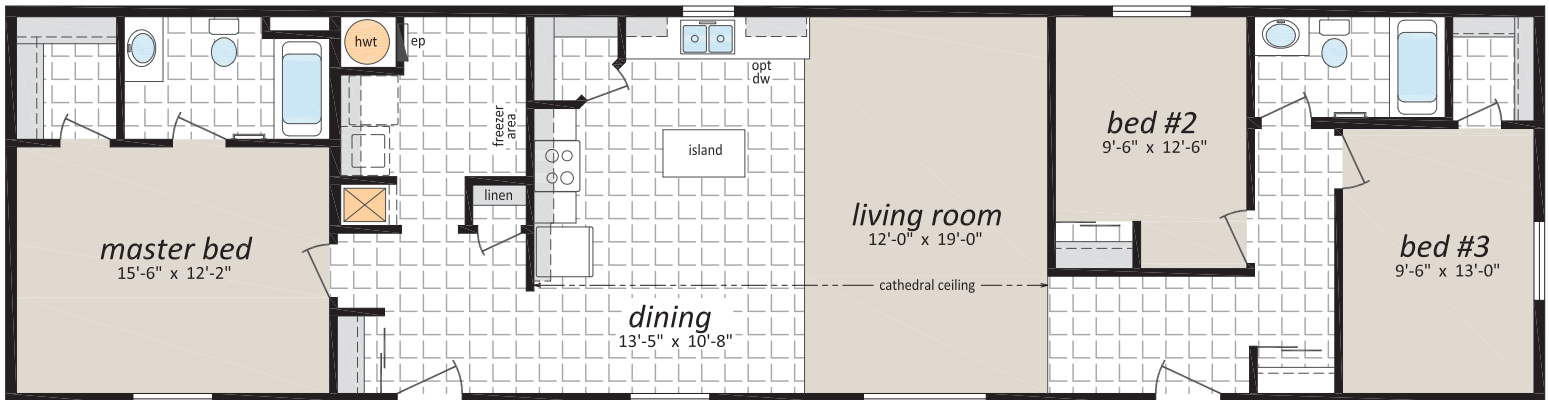 hwt
ep
freezer
area
opt
dw
island
linen
master bed
15'-6" x 12'-2"
living room
12'-0" x 19'-0"
cathedral ceiling
dining
13'-5" x 10'-8"
bed #2
9'-6" x 12'-6"
bed #3
9'-6" x 13'-0"